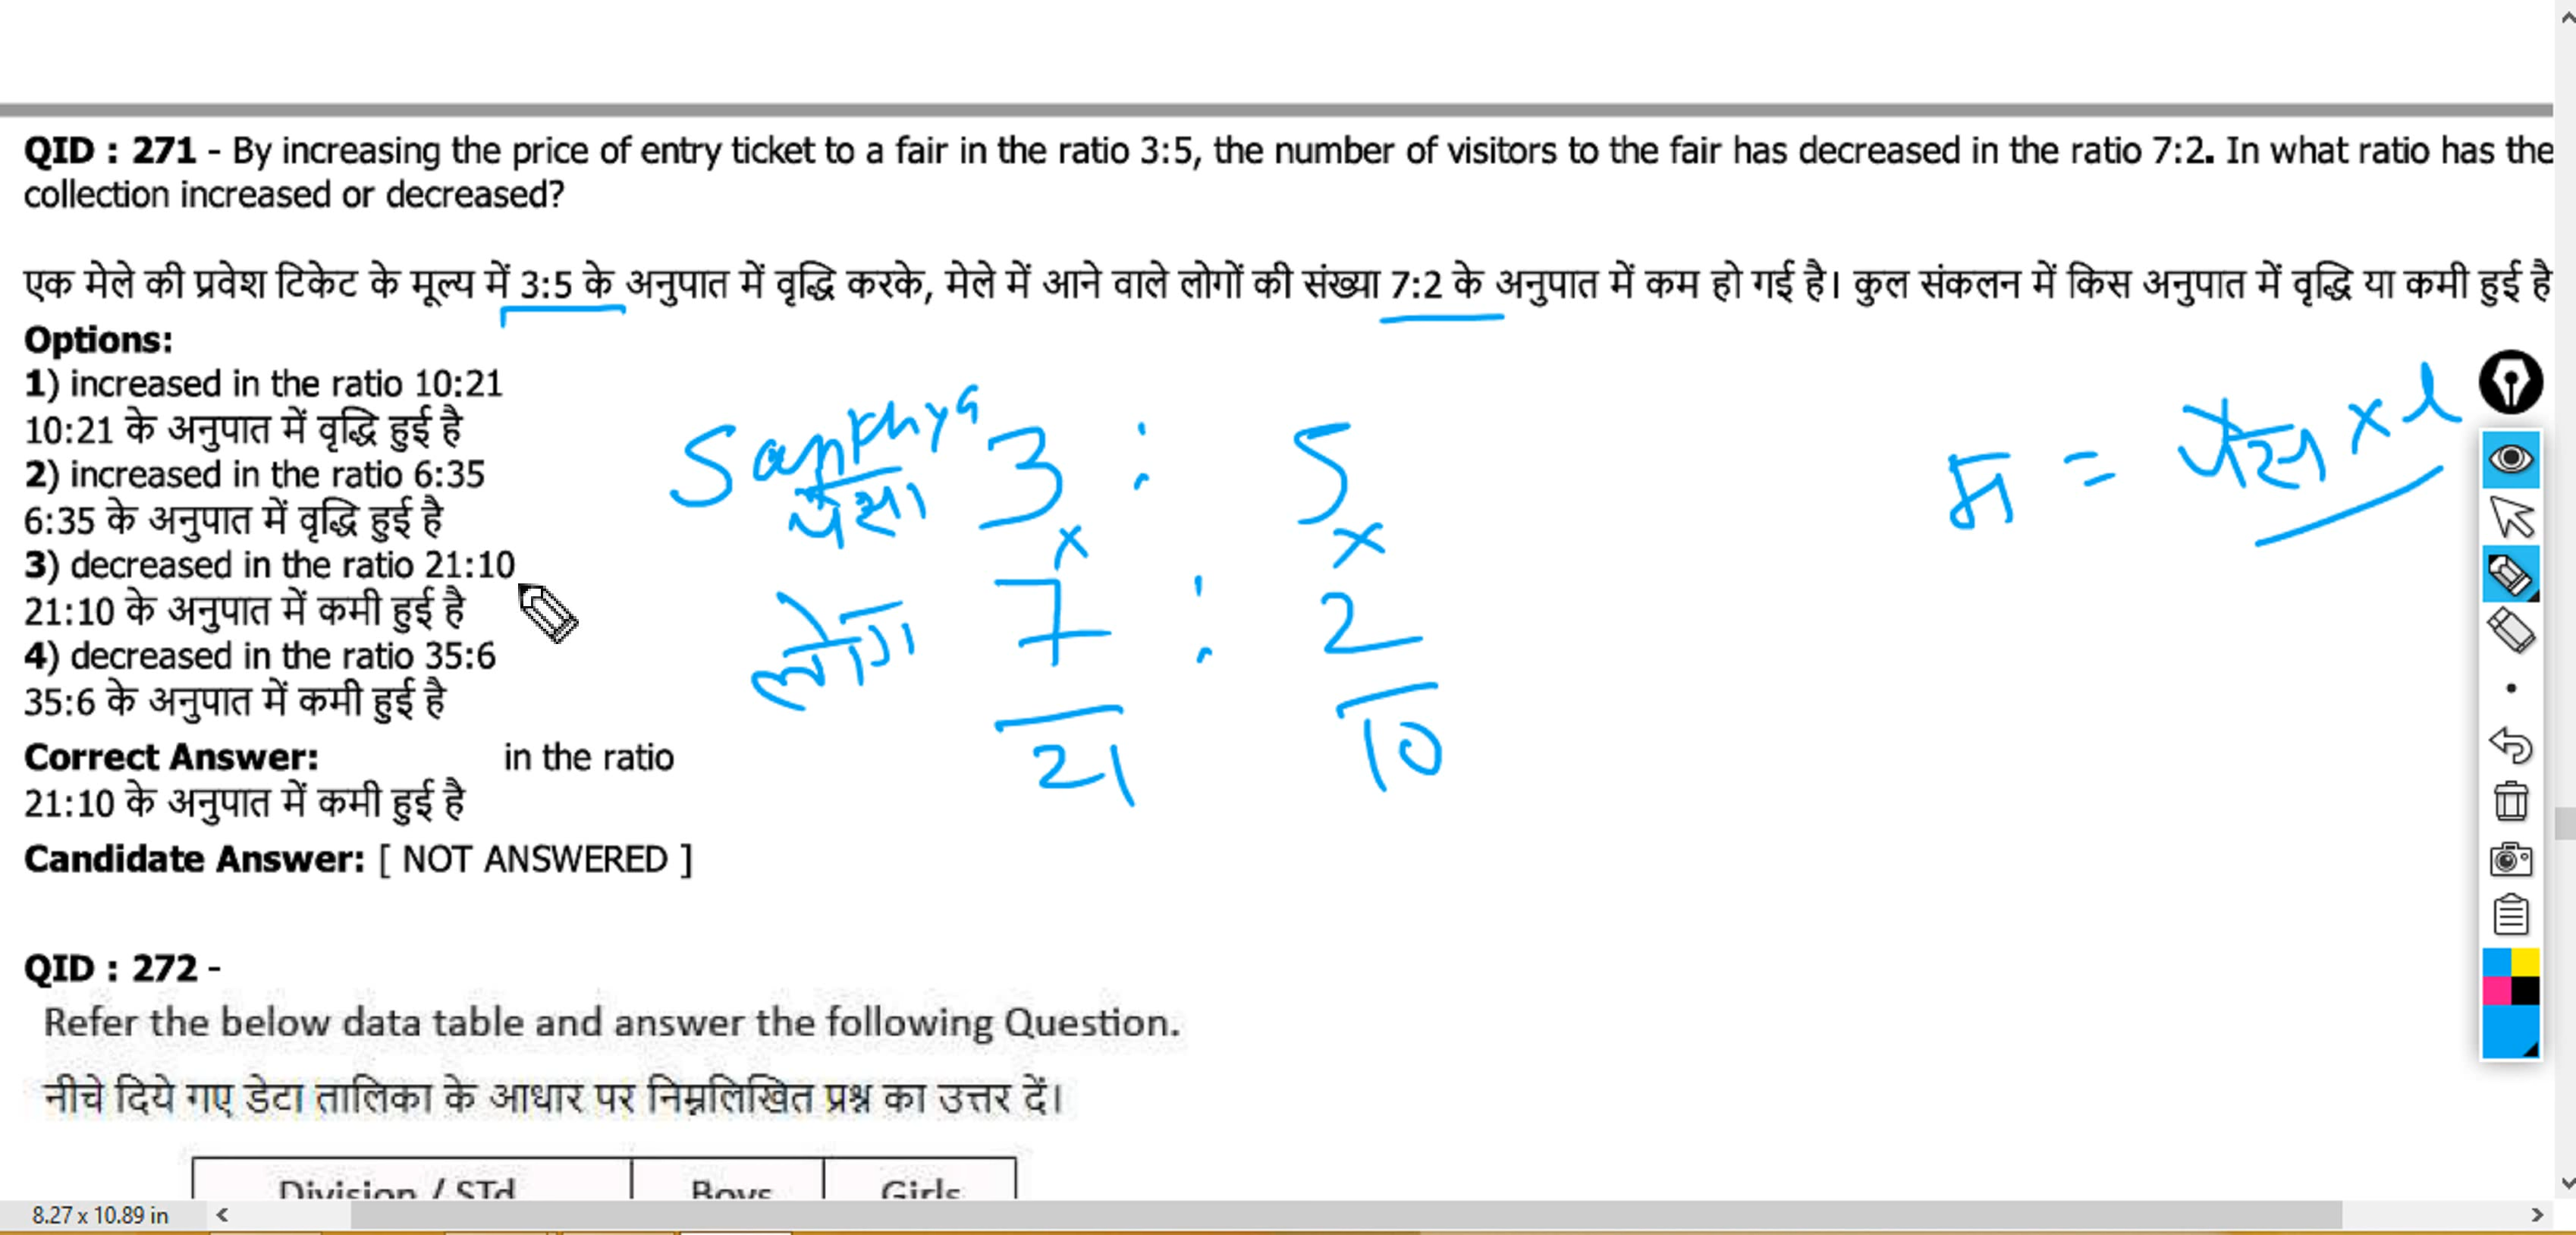 QID : 271 - By increasing the price of entry ticket to a fair in the ratio 3:5, the number of visitors to the fair has decreased in the ratio 7:2. In what ratio has the
collection increased or decreased?
एक मेले की प्रवेश टिकेट के मूल्य में 3:5 के अनुपात में वृद्धि करके, मेले में आने वाले लोगों की संख्या 7:2 के अनुपात में कम हो गई है। कुल संकलन में किस अनुपात में वृद्धि या कमी हुई है
Options:
1) increased in the ratio 10:21
10:21 के अनुपात में वृद्धि हुई है
2) increased in the ratio 6:35
6:35 के अनुपात में वृद्धि हुई है
3) decreased in the ratio 21:10
21:10 के अनुपात में कमी हुई है
4) decreased in the ratio 35:6
35:6 के अनुपात में कमी हुई है
Correct Answer: in the ratio
21:10 के अनुपात में कमी हुई है
Candidate Answer: [ NOT ANSWERED ]
3 : 5
पैसा
x x
लोग 7 : 2
21 10
= पैसा x
QID : 272 -
Refer the below data table and answer the following Question.
नीचे दिये गए डेटा तालिका के आधार पर निम्नलिखित प्रश्न का उत्तर दें।
Division / STd Boys Girls
8.27 x 10.89 in